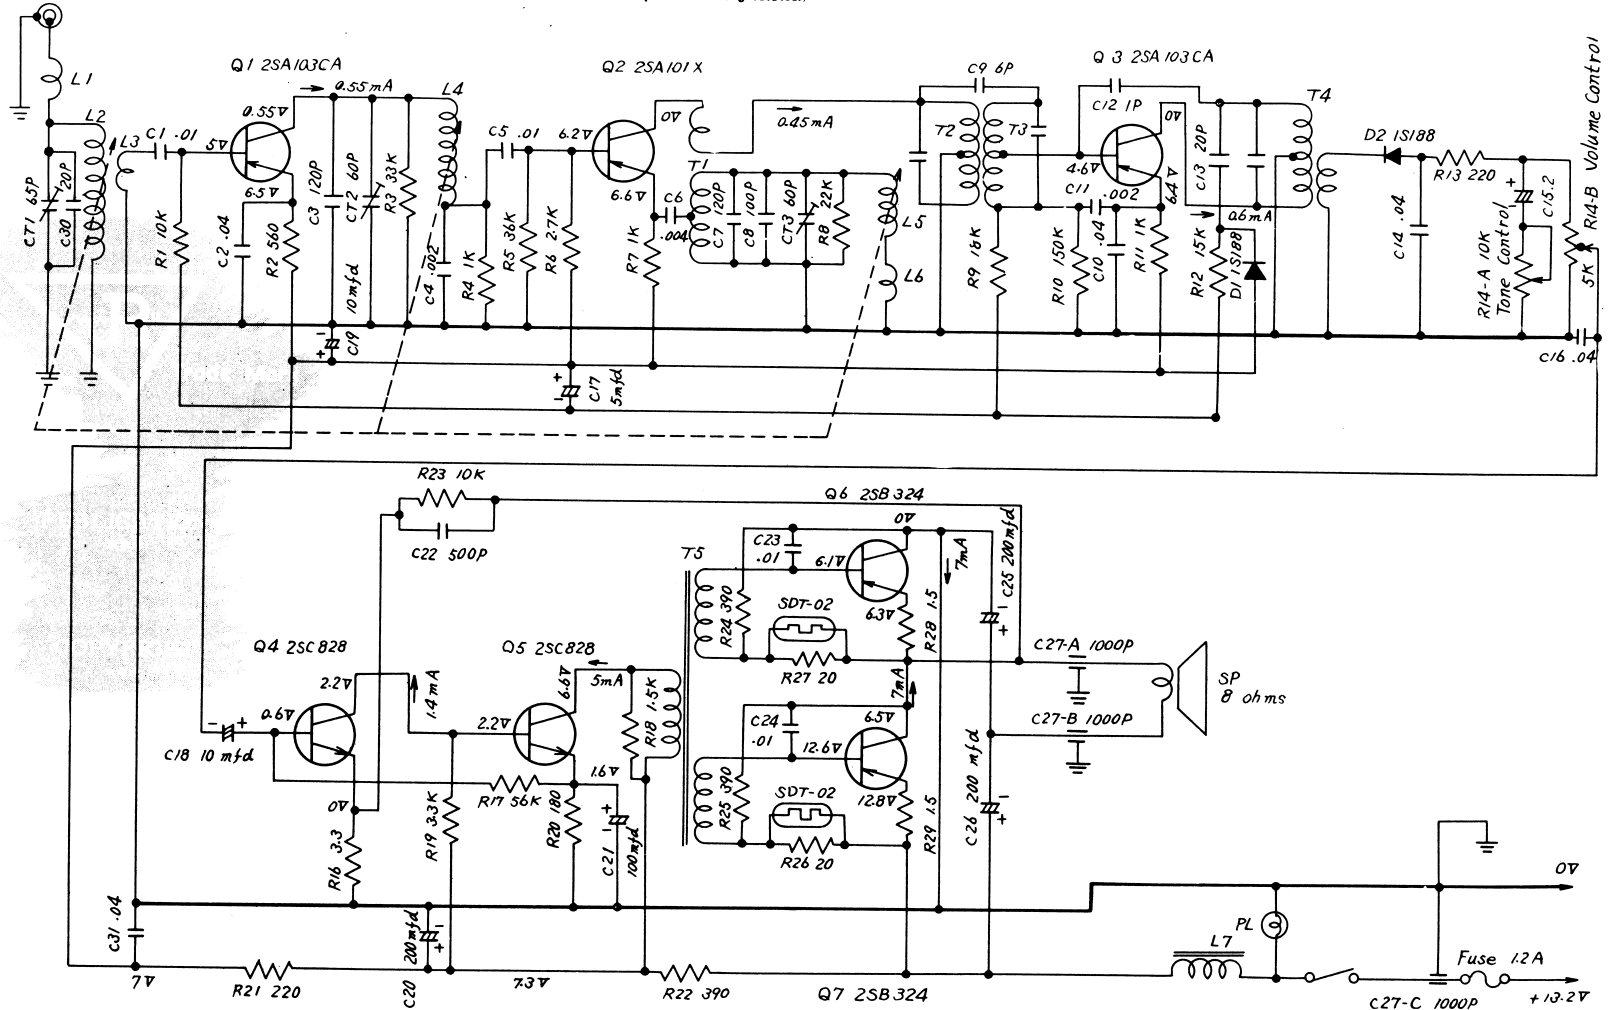 Q1 2SA103CA
Q2 2SA101X
Q3 2SA103CA
L1
L2
L3
L4
C1 .01
0.55V
0.55mA
5V
6.5V
CT1 65P
C30 20P
R1 10K
C2 .04
R2 560
C3 120P
CT2 60P
R3 33K
10mfd
C19
C4 .002
R4 1K
C5 .01
6.2V
R5 36K
R6 2.7K
C17
5mfd
6.6V
R7 1K
0V
C6
.004
T1
C7 120P
C8 100P
CT3 60P
R8 22K
0.45mA
L5
L6
C9 6P
T2
T3
C12 1P
0V
4.6V
C11 .002
6.4V
R9 18K
R10 150K
C10 .04
R11 1K
C13 20P
0.6mA
R12 15K
D1 1S188
T4
D2 1S188
R13 220
C14 .04
C15.2
R14-A 10K
Tone Control
R14-B Volume Control
5K
C16 .04
R23 10K
C22 500P
Q6 2SB324
Q4 2SC828
2.2V
0.6V
1.4mA
C18 10mfd
0V
R16 3.3
R19 3.3K
R17 56K
Q5 2SC828
6.6V
5mA
2.2V
1.6V
R18 1.5K
R20 180
C21
100mfd
T5
C23
.01
0V
6.1V
6.3V
7mA
R24 390
SDT-02
R27 20
R28 1.5
C25 200mfd
C24
.01
7mA
6.5V
12.6V
12.8V
R25 390
SDT-02
R26 20
R29 1.5
C26 200 mfd
C27-A 1000P
C27-B 1000P
SP
8 ohms
C31 .04
7V
R21 220
200mfd
C20
7.3V
R22 390
Q7 2SB324
L7
PL
0V
Fuse 1.2A
C27-C 1000P
+13.2V